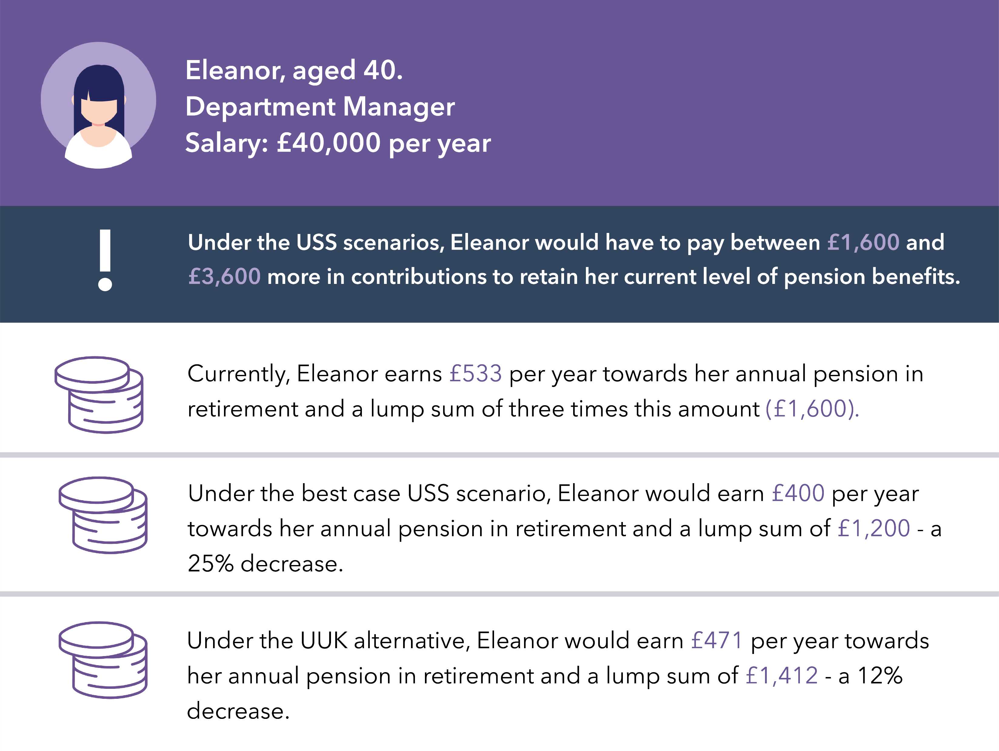 Eleanor, aged 40.
Department Manager
Salary: £40,000 per year
Under the USS scenarios, Eleanor would have to pay between £1,600 and
£3,600 more in contributions to retain her current level of pension benefits.
Currently, Eleanor earns £533 per year towards her annual pension in
retirement and a lump sum of three times this amount (£1,600).
Under the best case USS scenario, Eleanor would earn £400 per year
towards her annual pension in retirement and a lump sum of £1,200 - a
25% decrease.
Under the UUK alternative, Eleanor would earn £471 per year towards
her annual pension in retirement and a lump sum of £1,412 - a 12%
decrease.